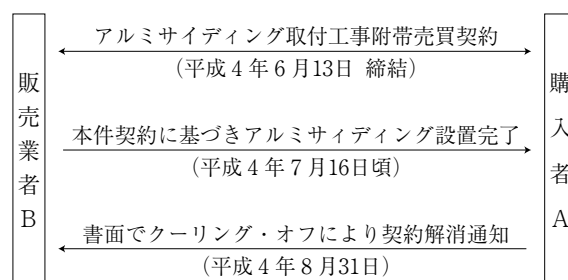 アルミサイディング取付工事附帯売買契約
(平成4年6月13日 締結)
販売業者B
購入者A
本件契約に基づきアルミサィディング設置完了
(平成4年7月16日頃)
書面でクーリング・オフにより契約解消通知
(平成4年8月31日)